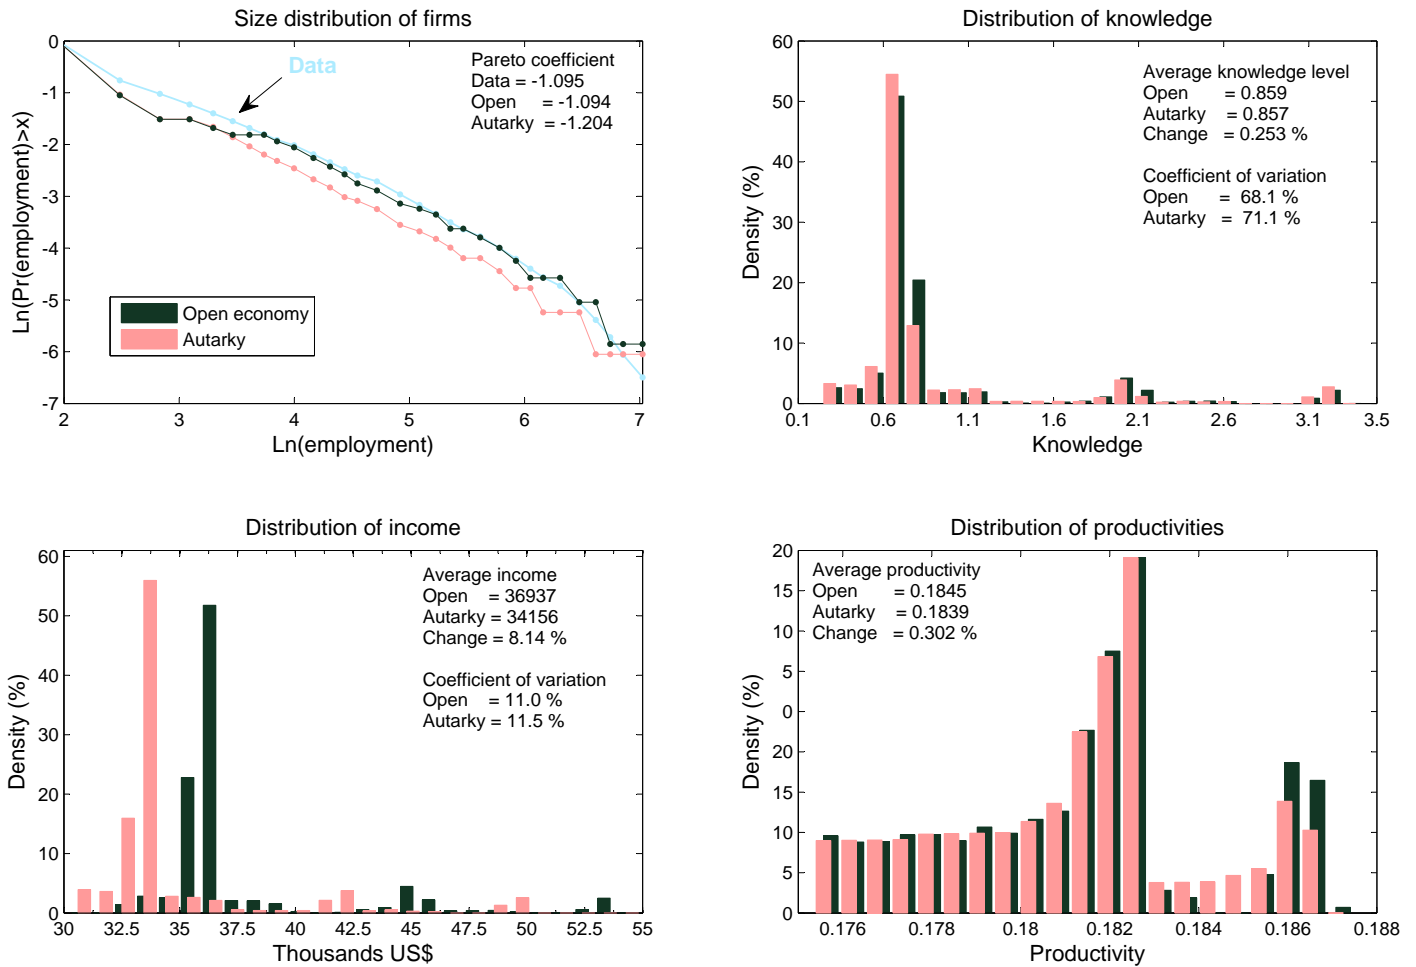 Size distribution of firms
0
-1
-2
-3
-4
-5
-6
-7
Ln(Pr(employment)>x)
Data
Pareto coefficient
Data = -1.095
Open = -1.094
Autarky = -1.204
Open economy
Autarky
2 3 4 5 6 7
Ln(employment)
Distribution of knowledge
60
50
40
30
20
10
0
Density (%)
Average knowledge level
Open = 0.859
Autarky = 0.857
Change = 0.253 %
Coefficient of variation
Open = 68.1 %
Autarky = 71.1 %
0.1 0.6 1.1 1.6 2.1 2.6 3.1 3.5
Knowledge
Distribution of income
60
50
40
30
20
10
0
Density (%)
Average income
Open = 36937
Autarky = 34156
Change = 8.14 %
Coefficient of variation
Open = 11.0 %
Autarky = 11.5 %
30 32.5 35 37.5 40 42.5 45 47.5 50 52.5 55
Thousands US$
Distribution of productivities
20
15
10
5
0
20
15
10
5
0
Density (%)
Density (%)
Average productivity
Open = 0.1845
Autarky = 0.1839
Change = 0.302 %
0.176 0.178 0.18 0.182 0.184 0.186 0.188
Productivity